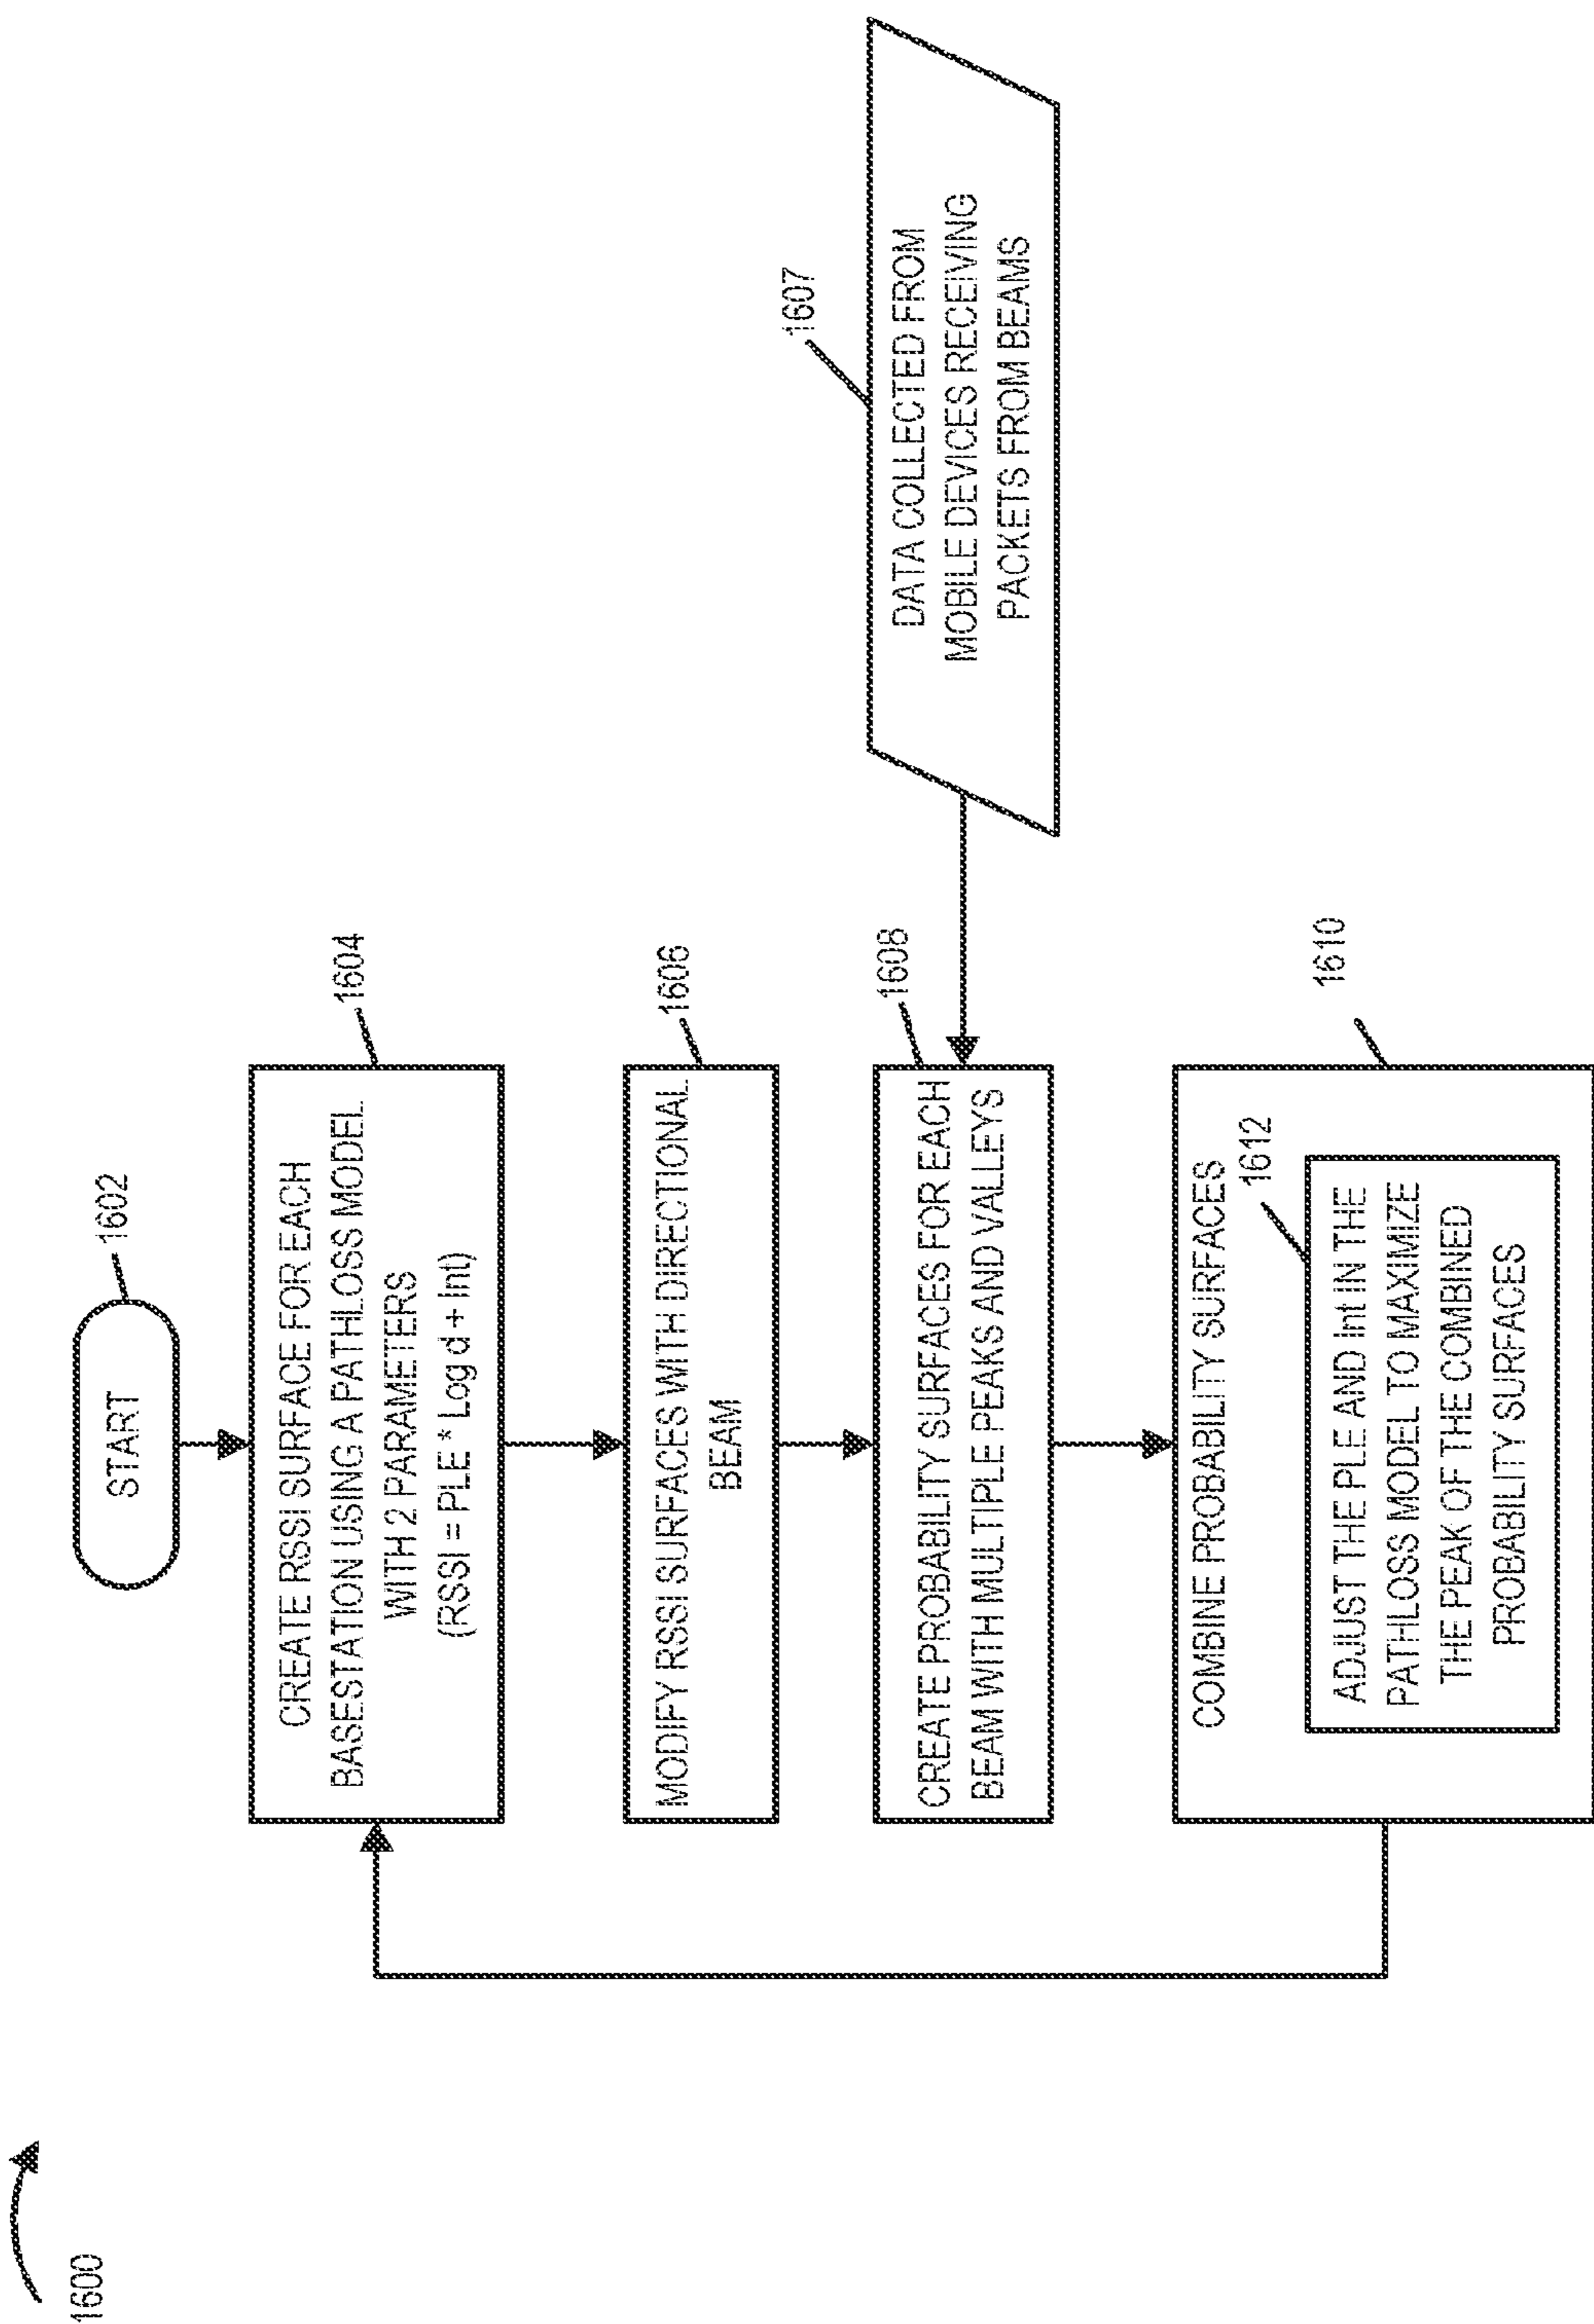 1600
START
1602
CREATE RSSI SURFACE FOR EACH
BASESTATION USING A PATHLOSS MODEL
WITH 2 PARAMETERS
(RSSI = PLE * Log d + Int)
1604
MODIFY RSSI SURFACES WITH DIRECTIONAL
BEAM
1606
DATA COLLECTED FROM
MOBILE DEVICES RECEIVING
PACKETS FROM BEAMS
1607
CREATE PROBABILITY SURFACES FOR EACH
BEAM WITH MULTIPLE PEAKS AND VALLEYS
1608
COMBINE PROBABILITY SURFACES
1610
1612
ADJUST THE PLE AND Int IN THE
PATHLOSS MODEL TO MAXIMIZE
THE PEAK OF THE COMBINED
PROBABILITY SURFACES